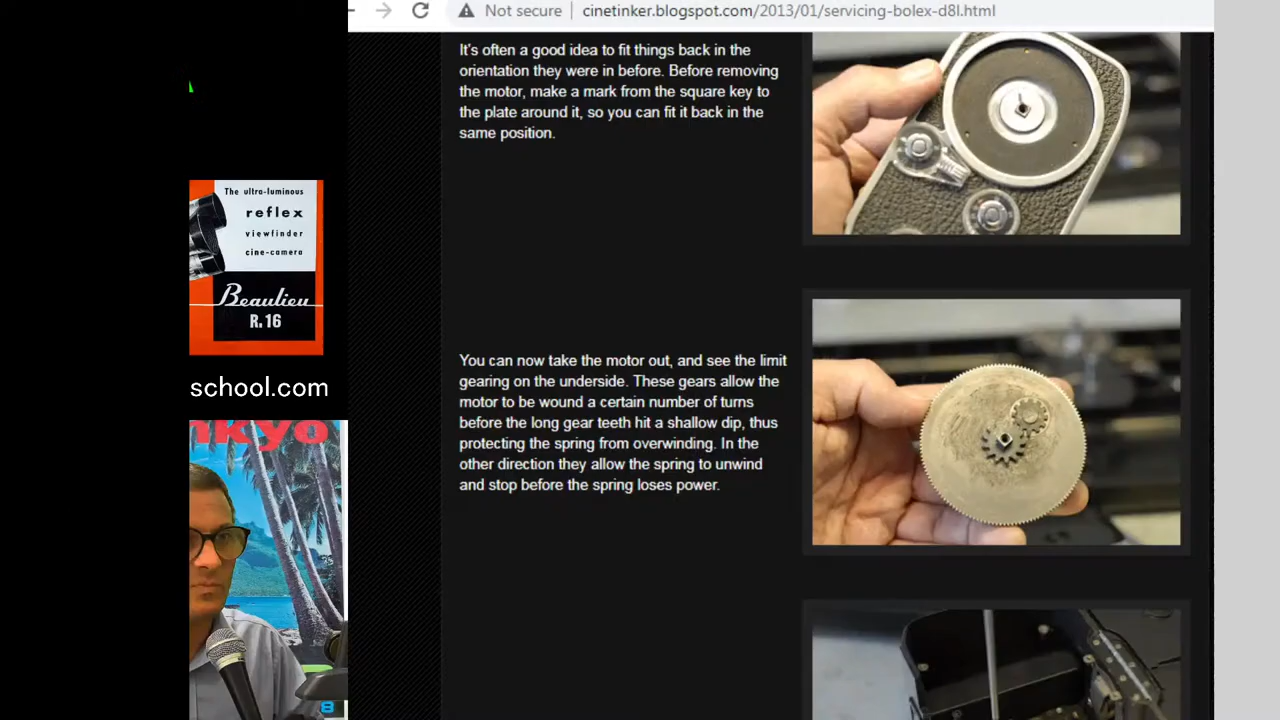 Not secure
cinetinker.blogspot.com/2013/01/servicing-bolex-d8l.html
It's often a good idea to fit things back in the
orientation they were in before. Before removing
the motor, make a mark from the square key to
the plate around it, so you can fit it back in the
same position.
The ultra-luminous
reflex
viewfinder
cine-camera
Beaulieu
R.16
school.com
nkyo
8
You can now take the motor out, and see the limit
gearing on the underside. These gears allow the
motor to be wound a certain number of turns
before the long gear teeth hit a shallow dip, thus
protecting the spring from overwinding. In the
other direction they allow the spring to unwind
and stop before the spring loses power.